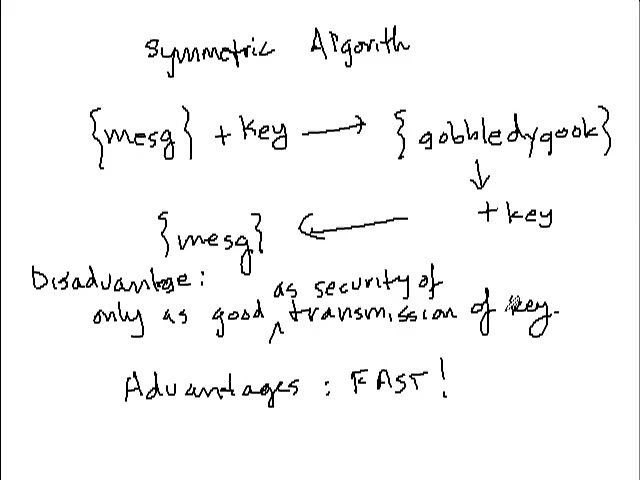 Symmetric Algorith
{mesg} + key → {gobbledygook}
↓
{mesg} ← + key
Disadvantage: as security of
only as good ^ transmission of key.
Advantages : FAST!